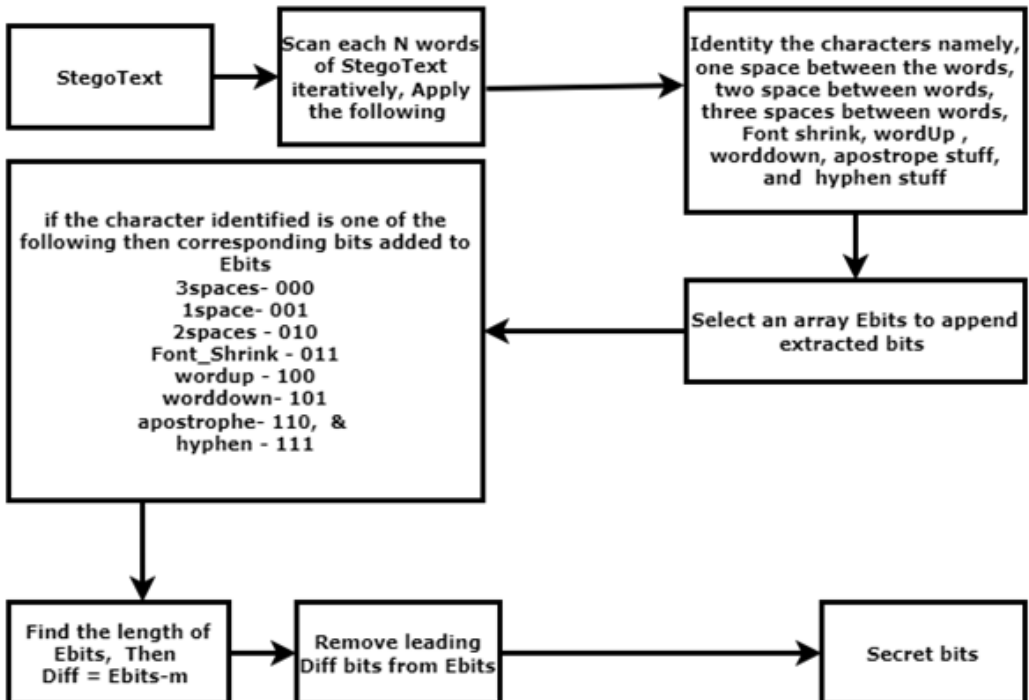 StegoText
Scan each N words
of StegoText
iteratively, Apply
the following
Identity the characters namely,
one space between the words,
two space between words,
three spaces between words,
Font shrink, wordUp ,
worddown, apostrope stuff,
and hyphen stuff
Select an array Ebits to append
extracted bits
if the character identified is one of the
following then corresponding bits added to
Ebits
3spaces- 000
1space- 001
2spaces - 010
Font_Shrink - 011
wordup - 100
worddown- 101
apostrophe- 110, &
hyphen - 111
Find the length of
Ebits, Then
Diff = Ebits-m
Remove leading
Diff bits from Ebits
Secret bits